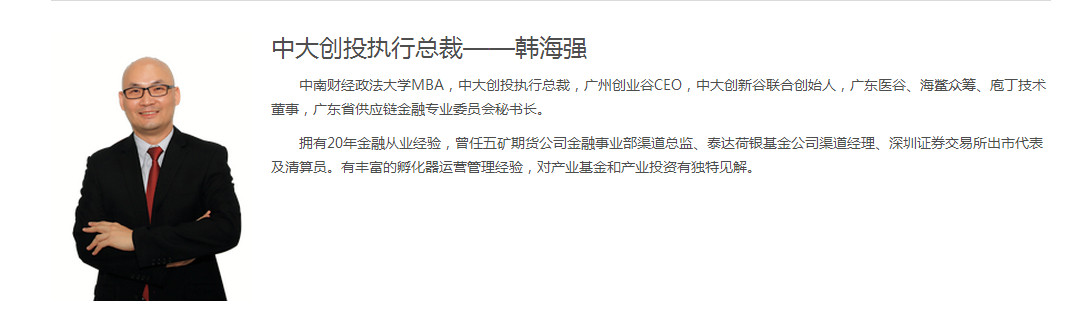 中大创投执行总裁——韩海强
中南财经政法大学MBA，中大创投执行总裁，广州创业谷CEO，中大创新谷联合创始人，广东医谷、海鳌众筹、庖丁技术
董事，广东省供应链金融专业委员会秘书长。
拥有20年金融从业经验，曾任五矿期货公司金融事业部渠道总监、泰达荷银基金公司渠道经理、深圳证券交易所出市代表
及清算员。有丰富的孵化器运营管理经验，对产业基金和产业投资有独特见解。